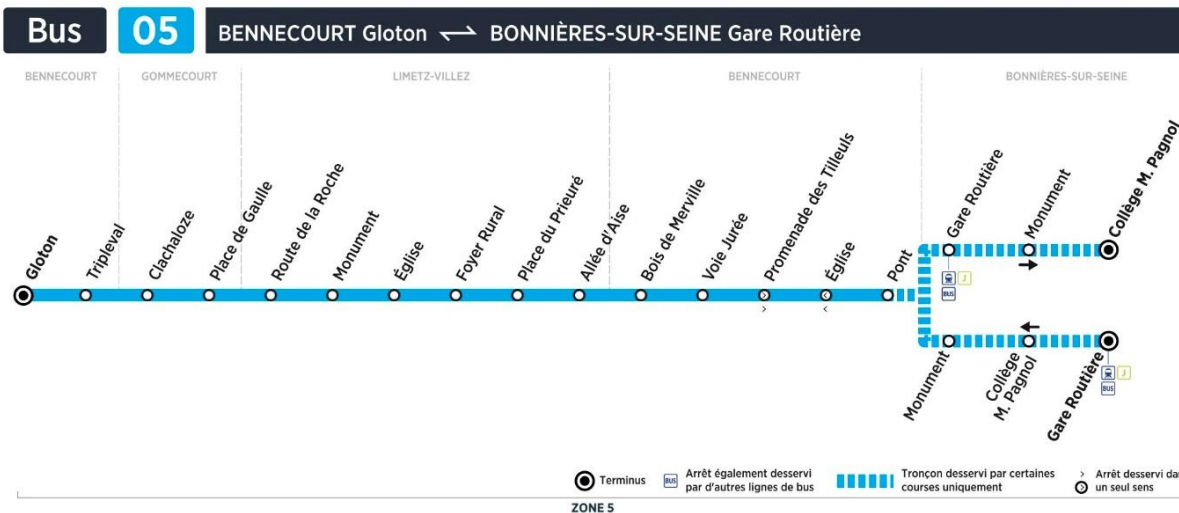 Bus 05 BENNECOURT Gloton BONNIÈRES-SUR-SEINE Gare Routière
BENNECOURT GOMMECOURT LIMETZ-VILLEZ BENNECOURT BONNIÈRES-SUR-SEINE
Gloton
Tripleval
Clachaloze
Place de Gaulle
Route de la Roche
Monument
Église
Foyer Rural
Place du Prieuré
Allée d'Aise
Bois de Merville
Voie Jurée
Promenade des Tilleuls
Église
Pont
Gare Routière
J
BUS
Monument
Collège M. Pagnol
Monument
Collège
M. Pagnol
Gare Routière
J
BUS
Terminus
BUS
Arrêt également desservi
par d'autres lignes de bus
Tronçon desservi par certaines
courses uniquement
Arrêt desservi da
un seul sens
ZONE 5